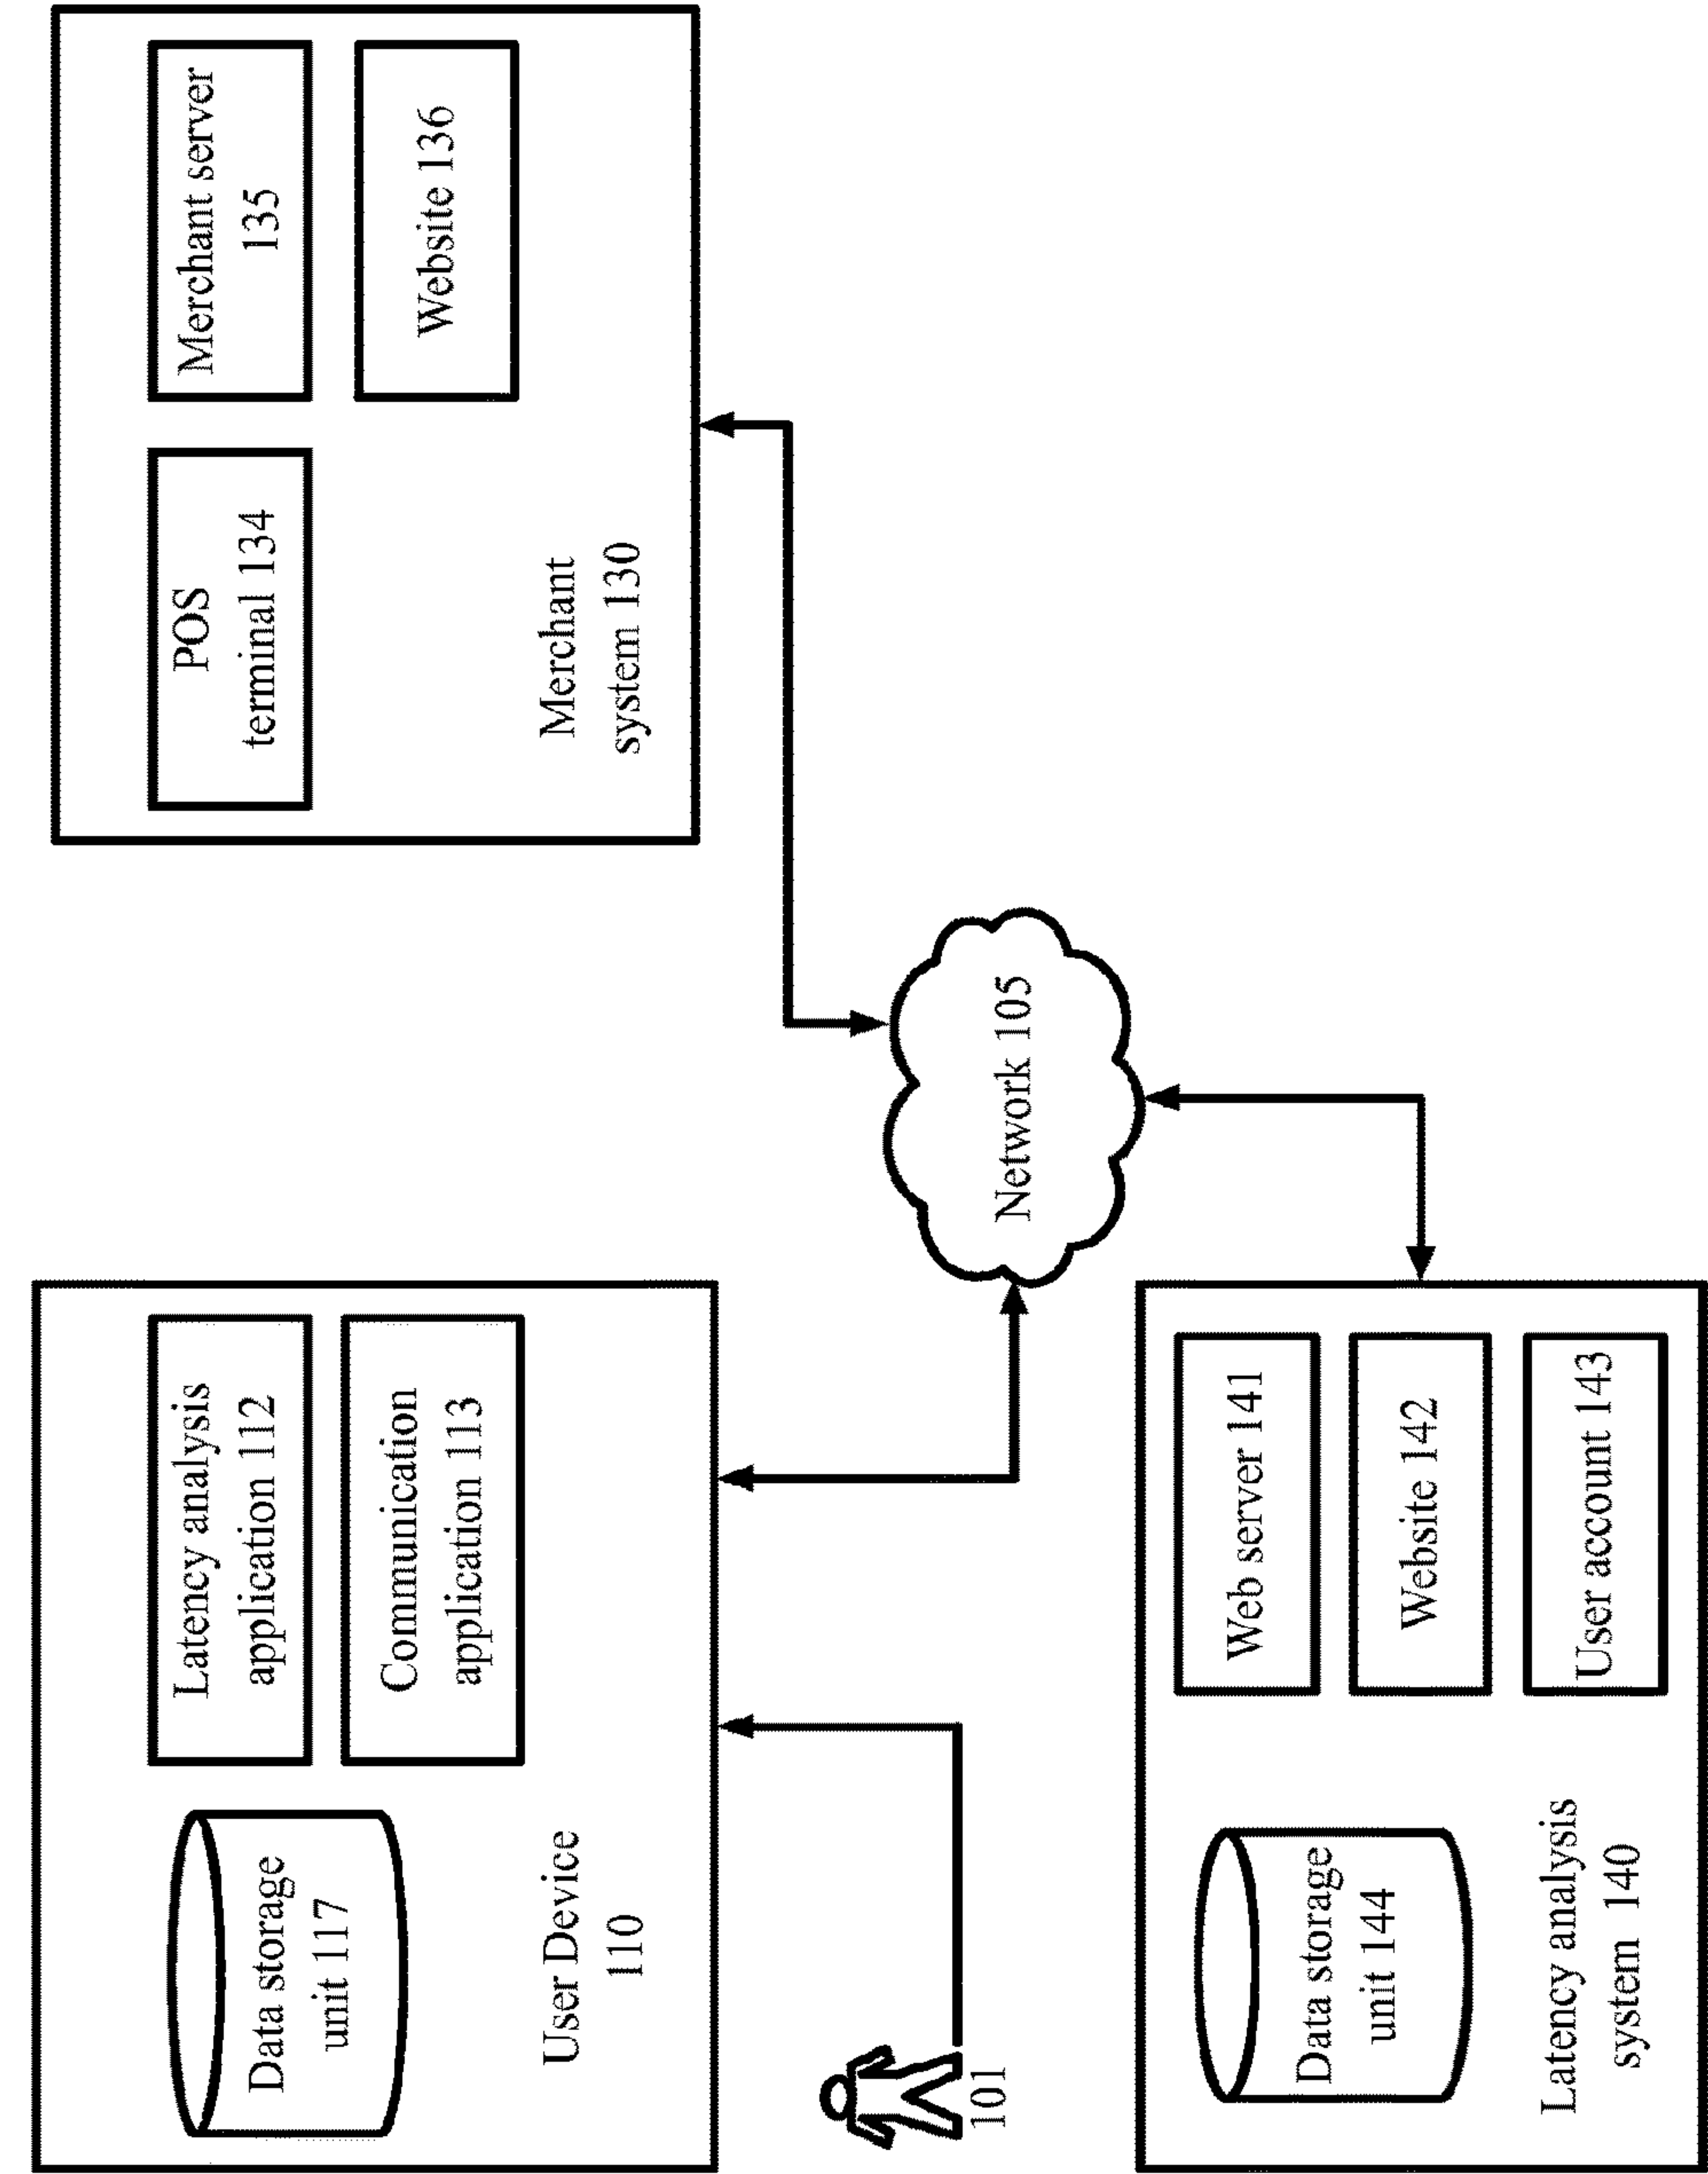 Data storage
unit 117
Latency analysis
application 112
Communication
application 113
User Device
110
POS
terminal 134
Merchant server
135
Website 136
Merchant
system 130
101
Network 105
Data storage
unit 144
Web server 141
Website 142
User account 143
Latency analysis
system 140